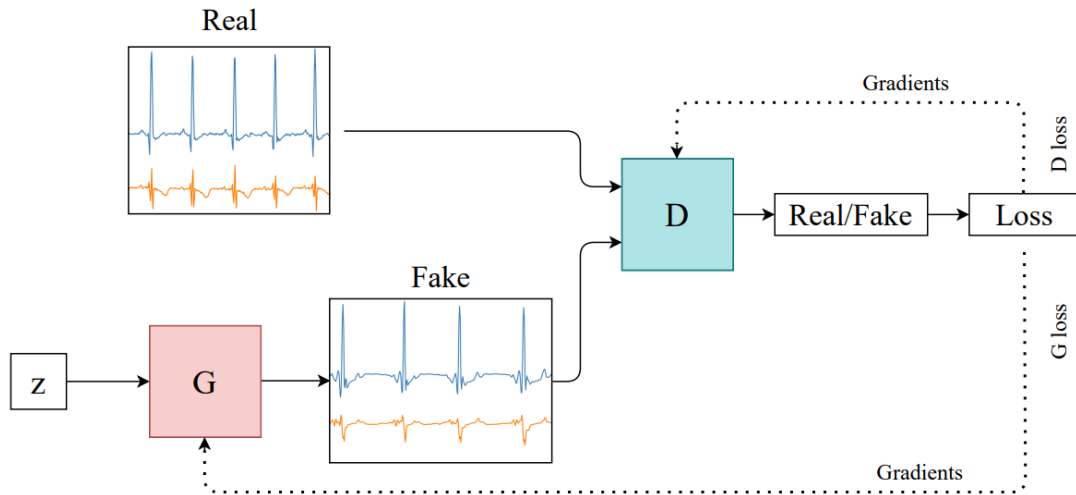 Real
Gradients
D loss
D
Real/Fake
Loss
Fake
G loss
z
G
Gradients